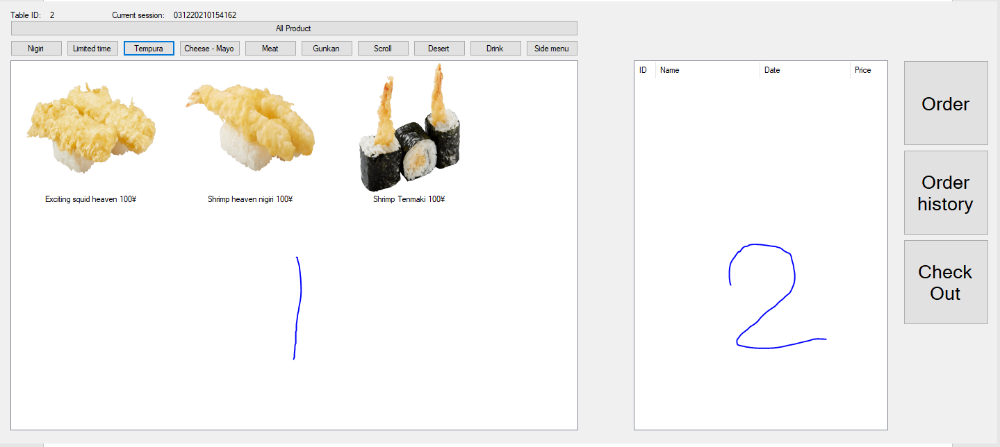 Table ID: 2 Current session: 031220210154162
All Product
Nigiri Limited time Tempura Cheese - Mayo Meat Gunkan Scroll Desert Drink Side menu
ID Name Date Price
Exciting squid heaven 100¥ Shrimp heaven nigiri 100¥ Shrimp Tenmaki 100¥
1 2
Order
Order
history
Check
Out